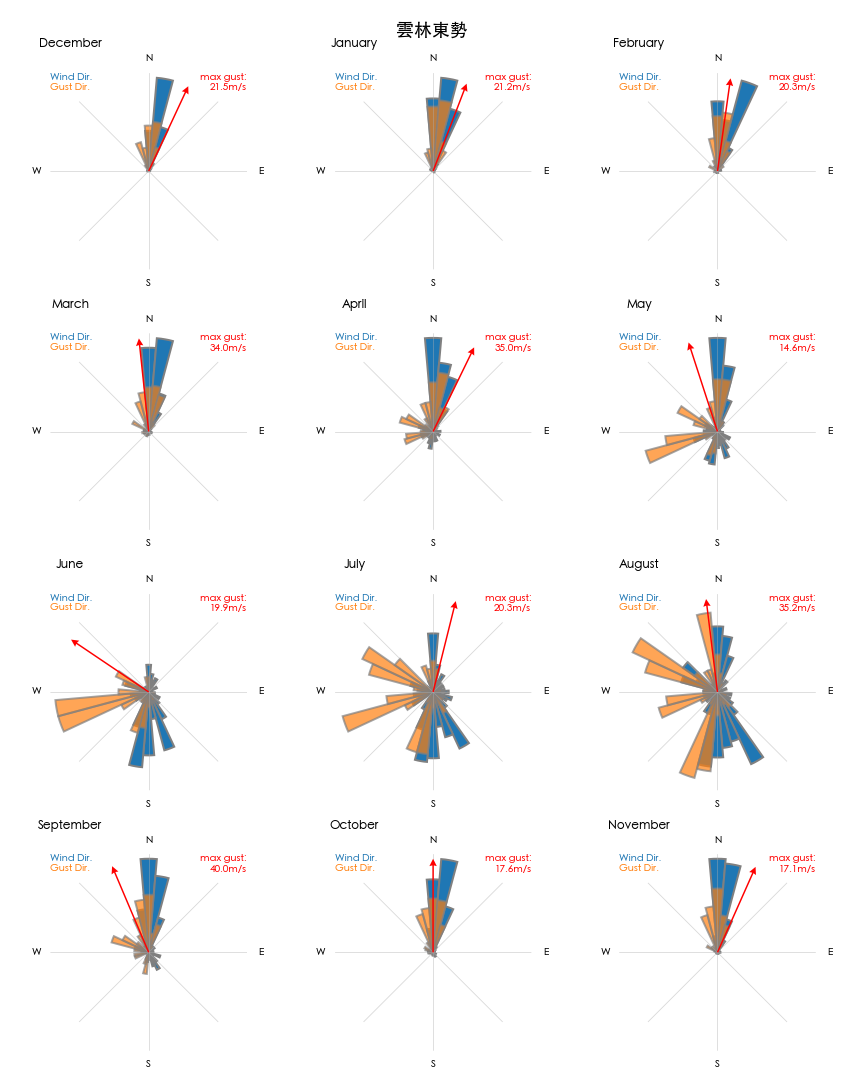 雲林東勢
December
N
Wind Dir.
Gust Dir.
max gust:
21.5m/s
W
E
S
January
N
Wind Dir.
Gust Dir.
max gust:
21.2m/s
W
E
S
February
N
Wind Dir.
Gust Dir.
max gust:
20.3m/s
W
E
S
March
N
Wind Dir.
Gust Dir.
max gust:
34.0m/s
W
E
S
April
N
Wind Dir.
Gust Dir.
max gust:
35.0m/s
W
E
S
May
N
Wind Dir.
Gust Dir.
max gust:
14.6m/s
W
E
S
June
N
Wind Dir.
Gust Dir.
max gust:
19.9m/s
W
E
S
July
N
Wind Dir.
Gust Dir.
max gust:
20.3m/s
W
E
S
August
N
Wind Dir.
Gust Dir.
max gust:
35.2m/s
W
E
S
September
N
Wind Dir.
Gust Dir.
max gust:
40.0m/s
W
E
S
October
N
Wind Dir.
Gust Dir.
max gust:
17.6m/s
W
E
S
November
N
Wind Dir.
Gust Dir.
max gust:
17.1m/s
W
E
S